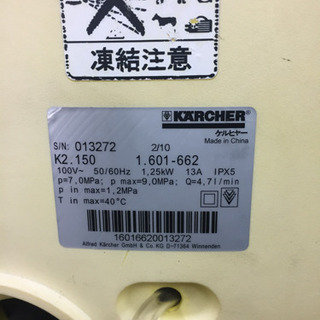 凍結注意
KÄRCHER
ケルヒャー
Made in China
S/N: 013272 2/10
K2.150 1.601-662
100V~ 50/60Hz 1,25kW 13A IPX5
p=7,0MPa; p max=9,0MPa; Q=4,7l/min
p in max=1,2MPa
T in max=40°C
16016620013272
Alfred Kärcher GmbH & Co. KG D-71364 Winnenden